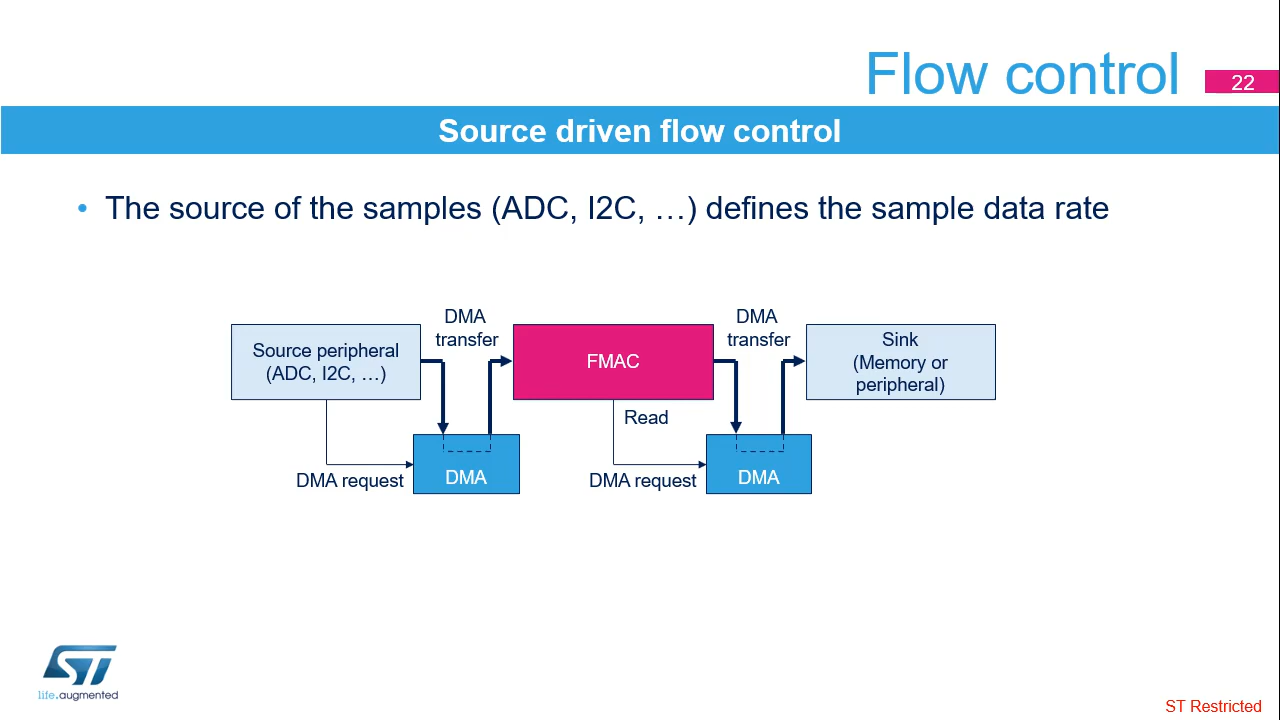 Flow control
22
Source driven flow control
• The source of the samples (ADC, I2C, …) defines the sample data rate
DMA
transfer
DMA
transfer
Source peripheral
(ADC, I2C, …)
FMAC
Sink
(Memory or
peripheral)
Read
DMA request
DMA
DMA request
DMA
ST
life.augmented
ST Restricted